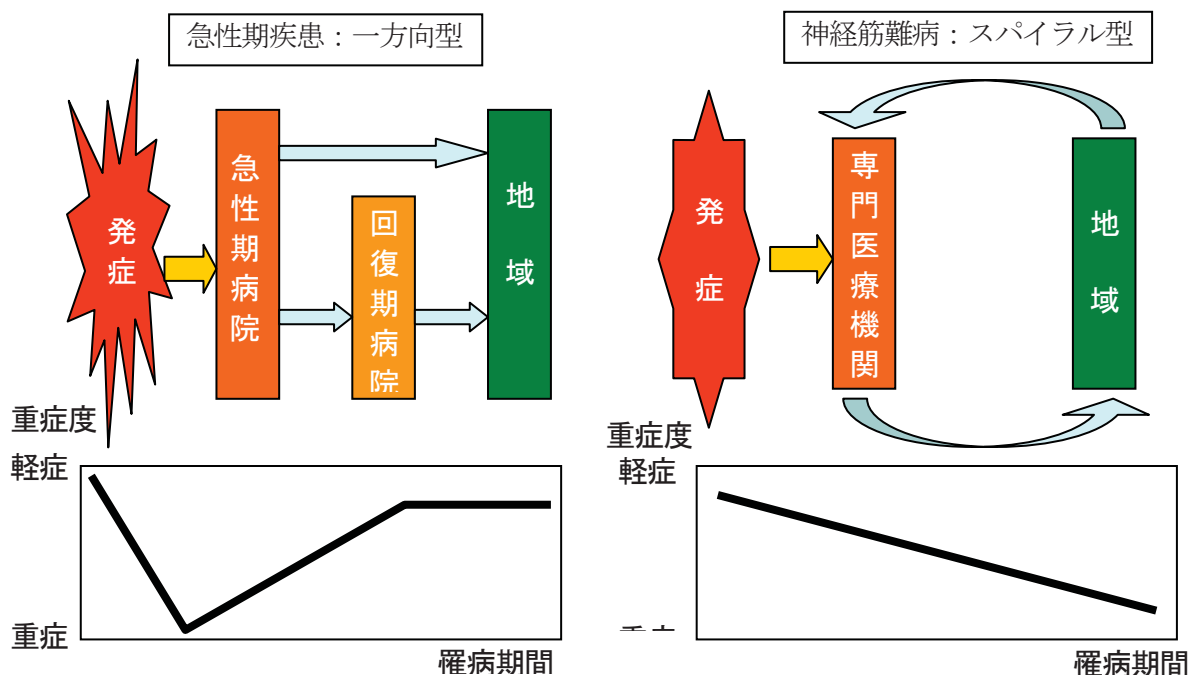 急性期疾患：一方向型
発症
急性期病院
回復期病院
地域
重症度
軽症
重症
罹病期間
神経筋難病：スパイラル型
発症
専門医療機関
地域
重症度
軽症
罹病期間